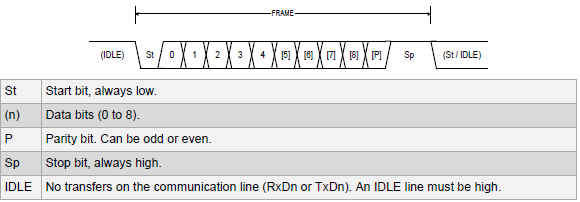 FRAME
(IDLE) St 0 1 2 3 4 [5] [6] [7] [8] [P] Sp (St / IDLE)
St Start bit, always low.
(n) Data bits (0 to 8).
P Parity bit. Can be odd or even.
Sp Stop bit, always high.
IDLE No transfers on the communication line (RxDn or TxDn). An IDLE line must be high.